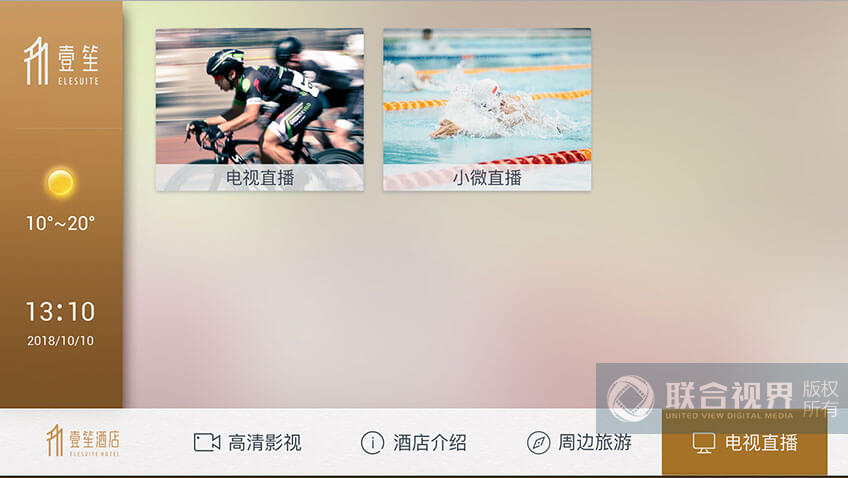 壹笙
ELESUITE
10°~20°
13:10
2018/10/10
电视直播
小微直播
联合视界 版权所有
UNITED VIEW DIGITAL MEDIA
壹笙酒店
ELESUITE HOTEL
高清影视
酒店介绍
周边旅游
电视直播